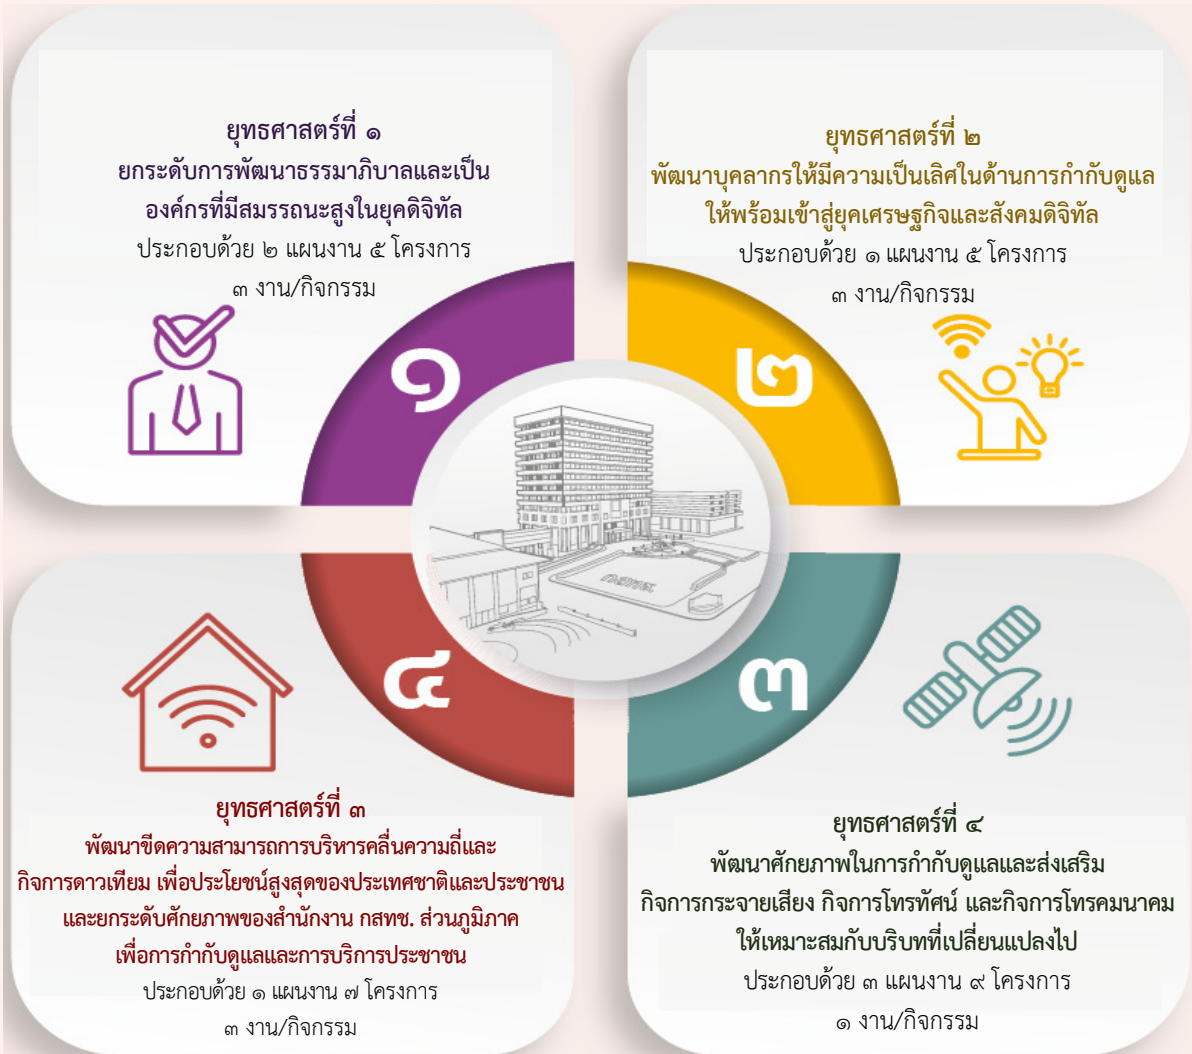 ยุทธศาสตร์ที่ ๑
ยกระดับการพัฒนาธรรมาภิบาลและเป็น
องค์กรที่มีสมรรถนะสูงในยุคดิจิทัล
ประกอบด้วย ๒ แผนงาน ๕ โครงการ
๓ งาน/กิจกรรม
๑
ยุทธศาสตร์ที่ ๒
พัฒนาบุคลากรให้มีความเป็นเลิศในด้านการกำกับดูแล
ให้พร้อมเข้าสู่ยุคเศรษฐกิจและสังคมดิจิทัล
ประกอบด้วย ๑ แผนงาน ๕ โครงการ
๓ งาน/กิจกรรม
๒
กสทช.
๔
ยุทธศาสตร์ที่ ๓
พัฒนาขีดความสามารถการบริหารคลื่นความถี่และ
กิจการดาวเทียม เพื่อประโยชน์สูงสุดของประเทศชาติและประชาชน
และยกระดับศักยภาพของสำนักงาน กสทช. ส่วนภูมิภาค
เพื่อการกำกับดูแลและการบริการประชาชน
ประกอบด้วย ๑ แผนงาน ๗ โครงการ
๓ งาน/กิจกรรม
๓
ยุทธศาสตร์ที่ ๔
พัฒนาศักยภาพในการกำกับดูแลและส่งเสริม
กิจการกระจายเสียง กิจการโทรทัศน์ และกิจการโทรคมนาคม
ให้เหมาะสมกับบริบทที่เปลี่ยนแปลงไป
ประกอบด้วย ๓ แผนงาน ๙ โครงการ
๑ งาน/กิจกรรม